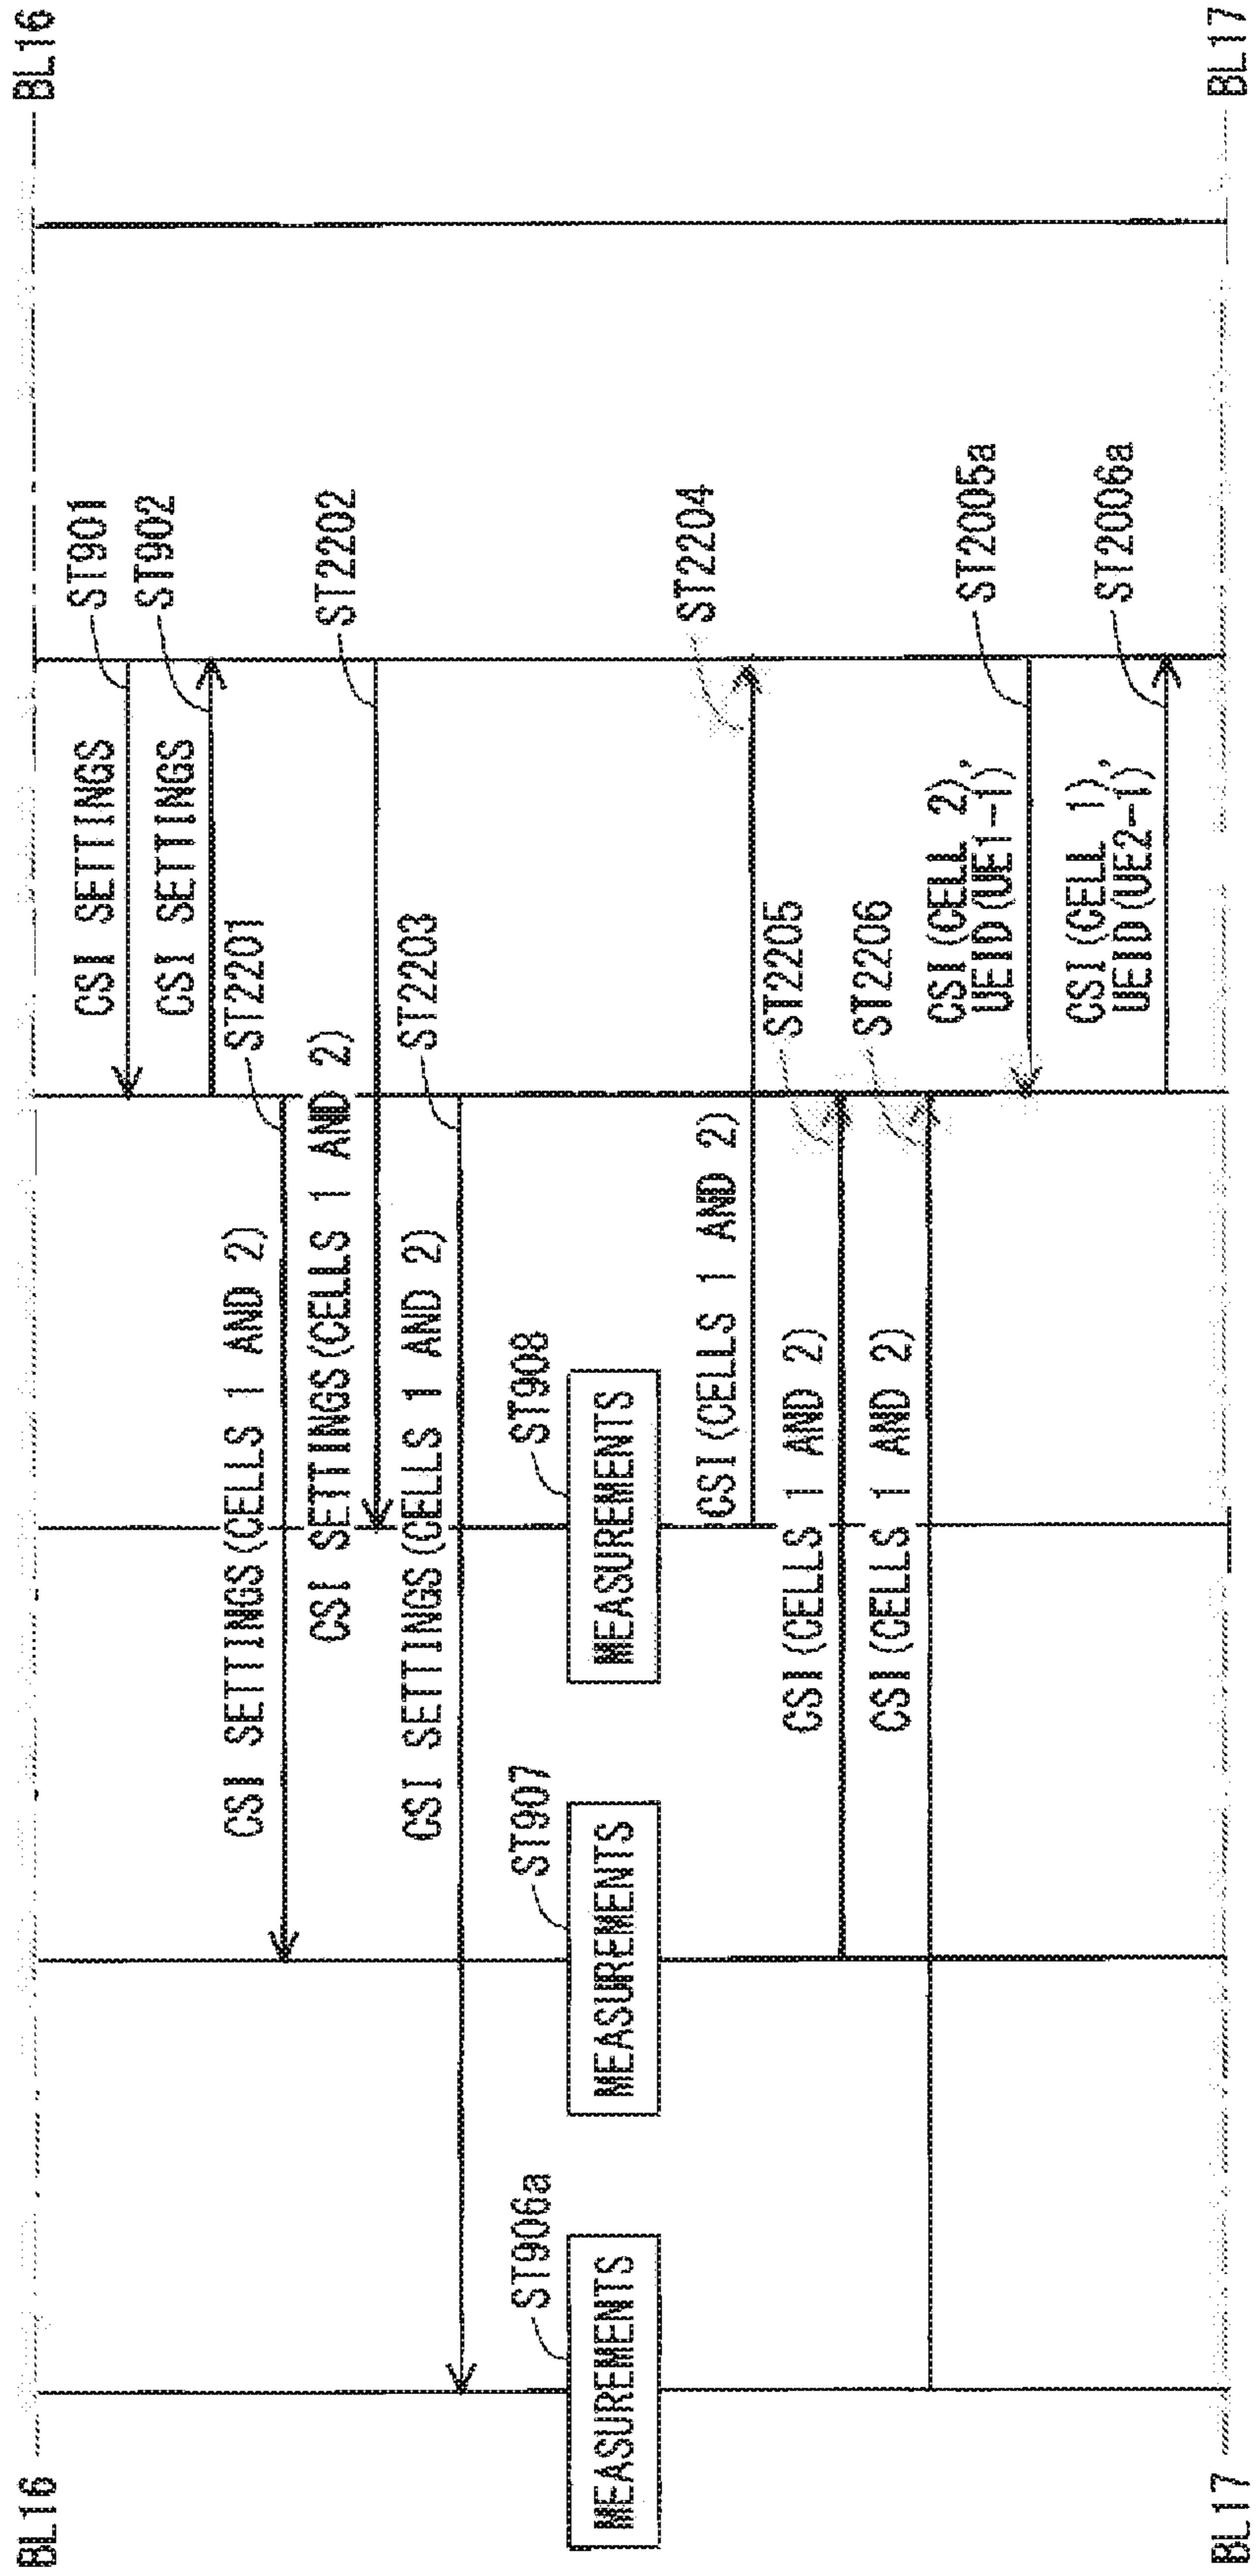 BL16
BL16
ST901
CSI SETTINGS
ST902
CSI SETTINGS
ST2201
CSI SETTINGS(CELLS 1 AND 2)
ST2202
CSI SETTINGS(CELLS 1 AND 2)
ST2203
CSI SETTINGS(CELLS 1 AND 2)
ST906a
MEASUREMENTS
ST907
MEASUREMENTS
ST908
MEASUREMENTS
ST2204
CSI(CELLS 1 AND 2)
ST2205
CSI(CELLS 1 AND 2)
ST2206
CSI(CELLS 1 AND 2)
ST2005a
CSI(CELL 2),
UEID(UE1-1)
ST2006a
CSI(CELL 1),
UEID(UE2-1)
BL17
BL17